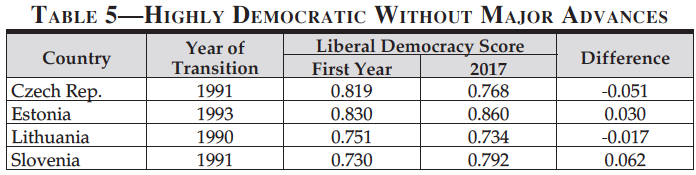 TABLE 5—HIGHLY DEMOCRATIC WITHOUT MAJOR ADVANCES
Country Year of Transition Liberal Democracy Score Difference
First Year 2017
Czech Rep. 1991 0.819 0.768 -0.051
Estonia 1993 0.830 0.860 0.030
Lithuania 1990 0.751 0.734 -0.017
Slovenia 1991 0.730 0.792 0.062